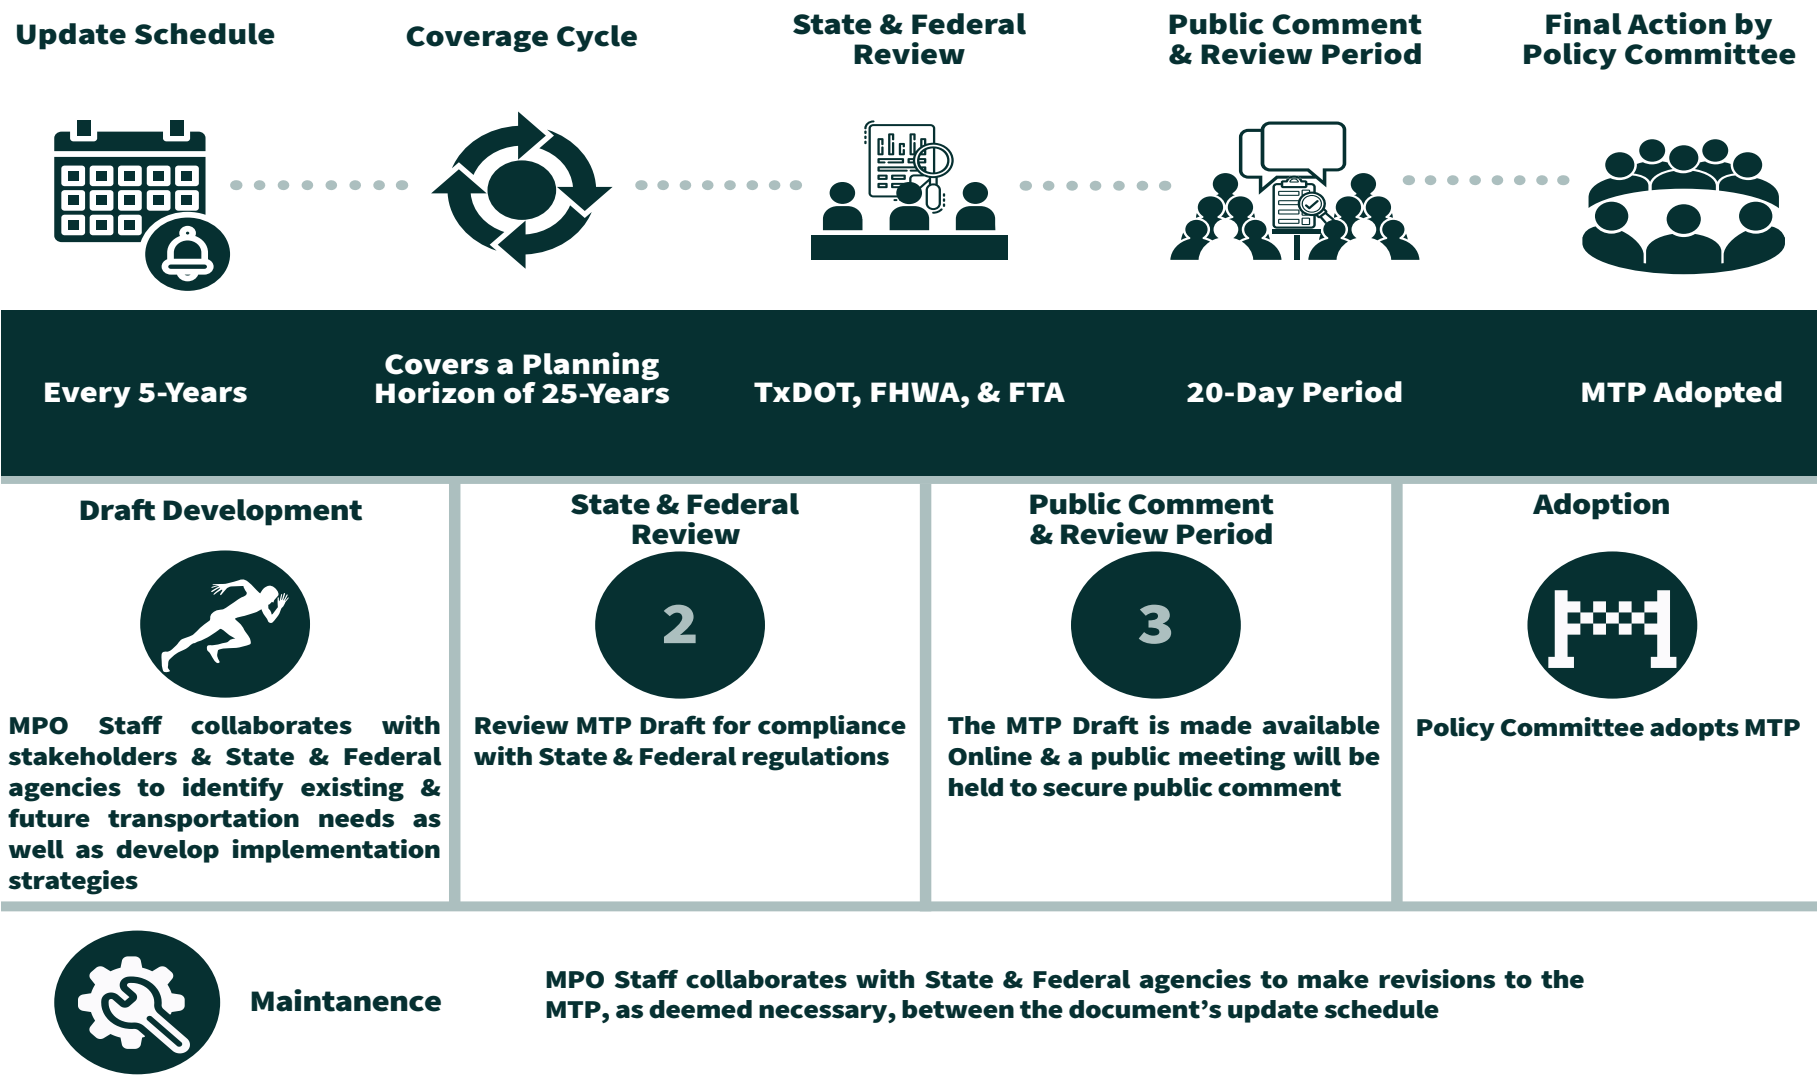 Update Schedule
Coverage Cycle
State & Federal
Review
Public Comment
& Review Period
Final Action by
Policy Committee
Every 5-Years
Covers a Planning
Horizon of 25-Years
TxDOT, FHWA, & FTA
20-Day Period
MTP Adopted
Draft Development
MPO Staff collaborates with
stakeholders & State & Federal
agencies to identify existing &
future transportation needs as
well as develop implementation
strategies
State & Federal
Review
2
Review MTP Draft for compliance
with State & Federal regulations
Public Comment
& Review Period
3
The MTP Draft is made available
Online & a public meeting will be
held to secure public comment
Adoption
Policy Committee adopts MTP
Maintanence
MPO Staff collaborates with State & Federal agencies to make revisions to the
MTP, as deemed necessary, between the document’s update schedule